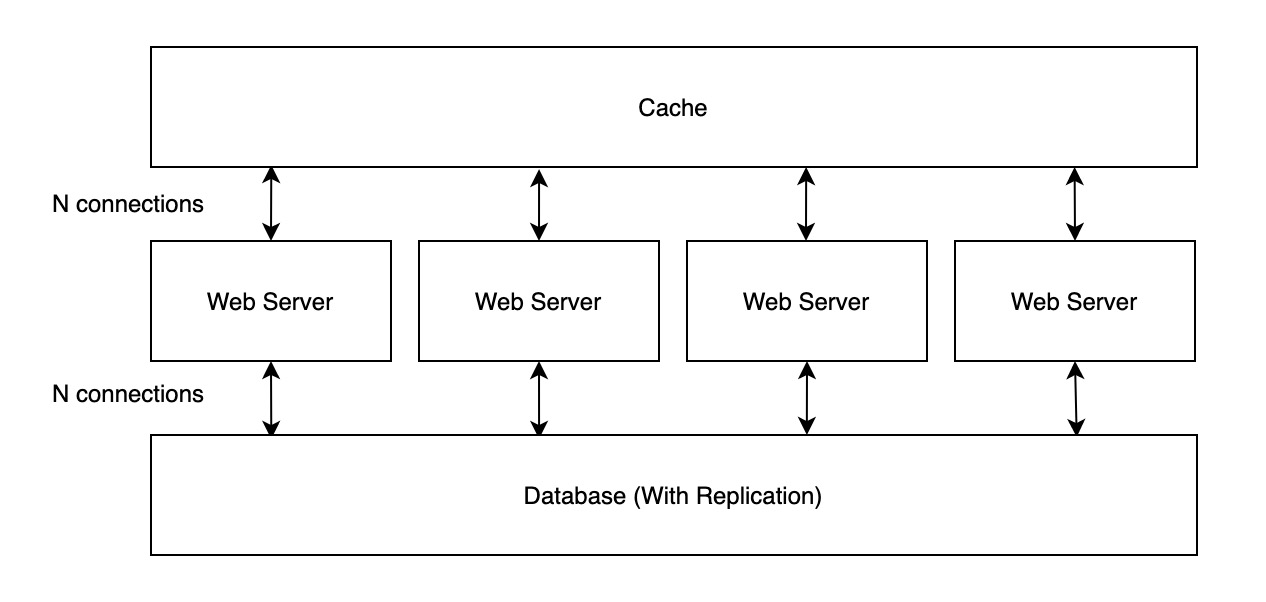 Cache
N connections
Web Server
Web Server
Web Server
Web Server
N connections
Database (With Replication)